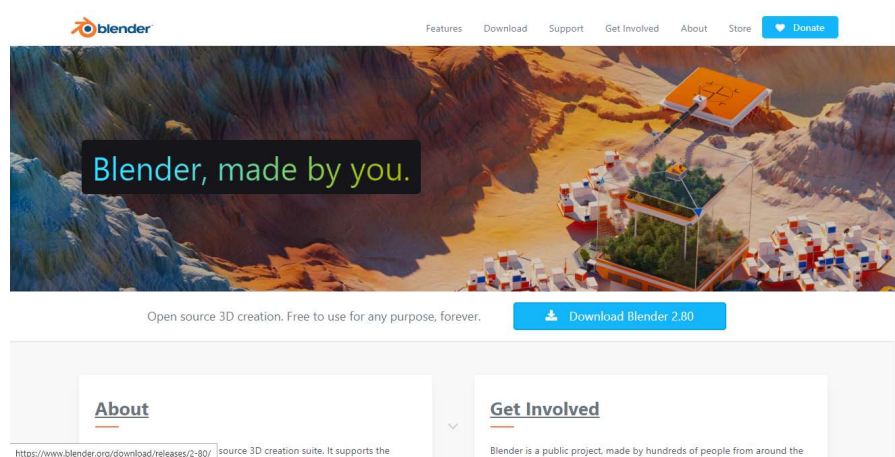 blender
Features Download Support Get Involved About Store Donate
Blender, made by you.
Open source 3D creation. Free to use for any purpose, forever.
Download Blender 2.80
About
source 3D creation suite. It supports the
Get Involved
Blender is a public project, made by hundreds of people from around the
https://www.blender.org/download/releases/2-80/